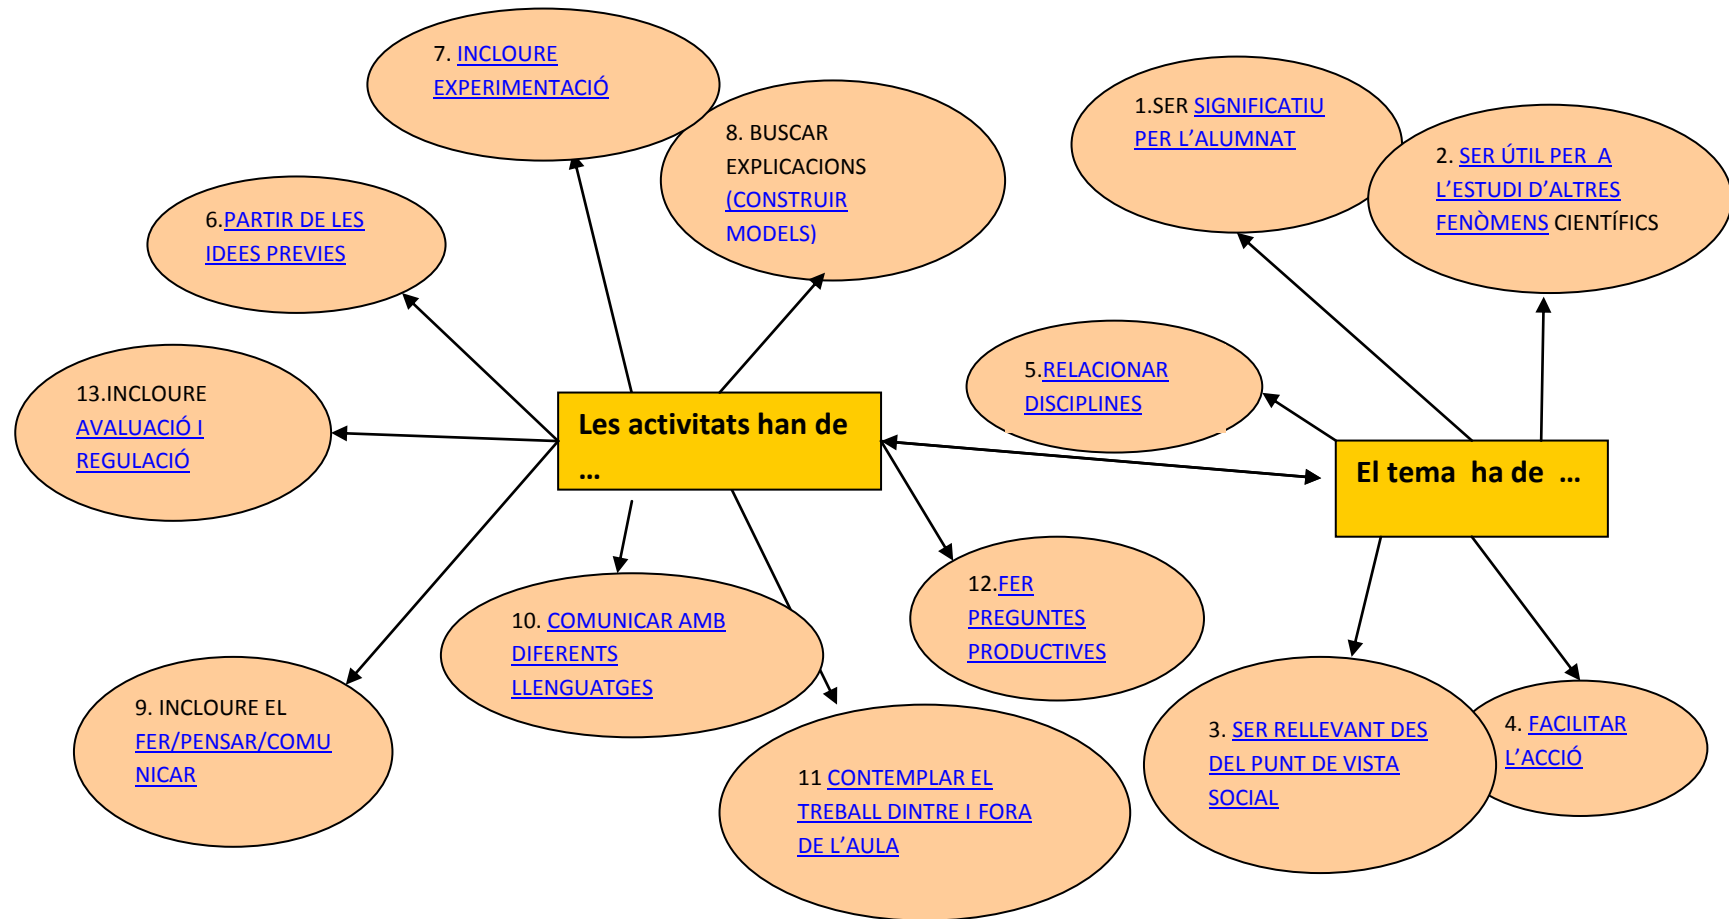 7. INCLOURE
EXPERIMENTACIÓ
8. BUSCAR
EXPLICACIONS
(CONSTRUIR
MODELS)
1.SER SIGNIFICATIU
PER L’ALUMNAT
2. SER ÚTIL PER  A
L’ESTUDI D’ALTRES
FENÒMENS CIENTÍFICS
6.PARTIR DE LES
IDEES PREVIES
5.RELACIONAR
DISCIPLINES
13.INCLOURE
AVALUACIÓ I
REGULACIÓ
Les activitats han de
…
El tema  ha de  …
12.FER
PREGUNTES
PRODUCTIVES
10. COMUNICAR AMB
DIFERENTS
LLENGUATGES
9. INCLOURE EL
FER/PENSAR/COMU
NICAR
11 CONTEMPLAR EL
TREBALL DINTRE I FORA
DE L’AULA
3. SER RELLEVANT DES
DEL PUNT DE VISTA
SOCIAL
4. FACILITAR
L’ACCIÓ